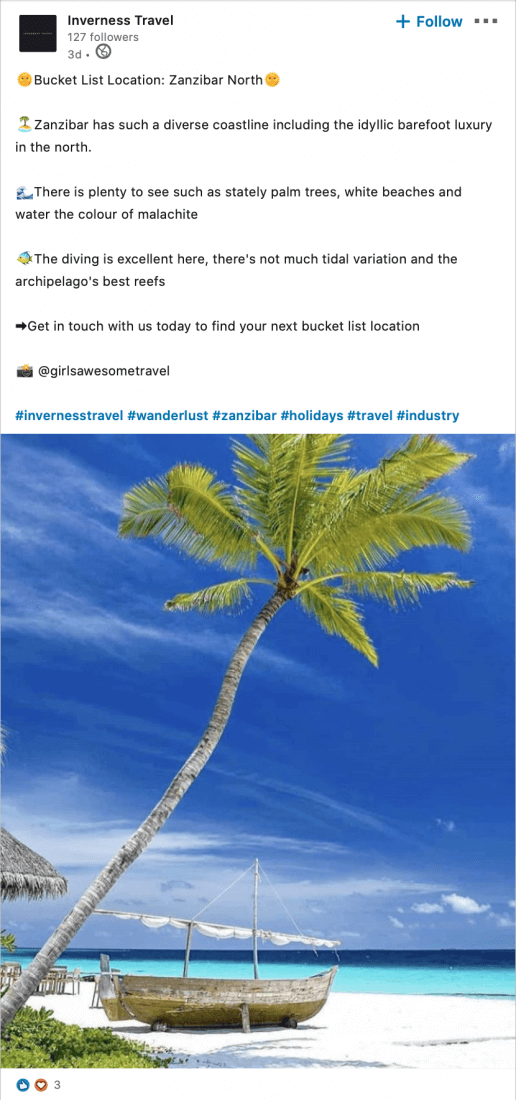 Inverness Travel
+ Follow
127 followers
3d •
🌞Bucket List Location: Zanzibar North🌞
🏝️Zanzibar has such a diverse coastline including the idyllic barefoot luxury
in the north.
🌊There is plenty to see such as stately palm trees, white beaches and
water the colour of malachite
🐠The diving is excellent here, there's not much tidal variation and the
archipelago's best reefs
➡Get in touch with us today to find your next bucket list location
📸 @girlsawesometravel
#invernesstravel #wanderlust #zanzibar #holidays #travel #industry
3